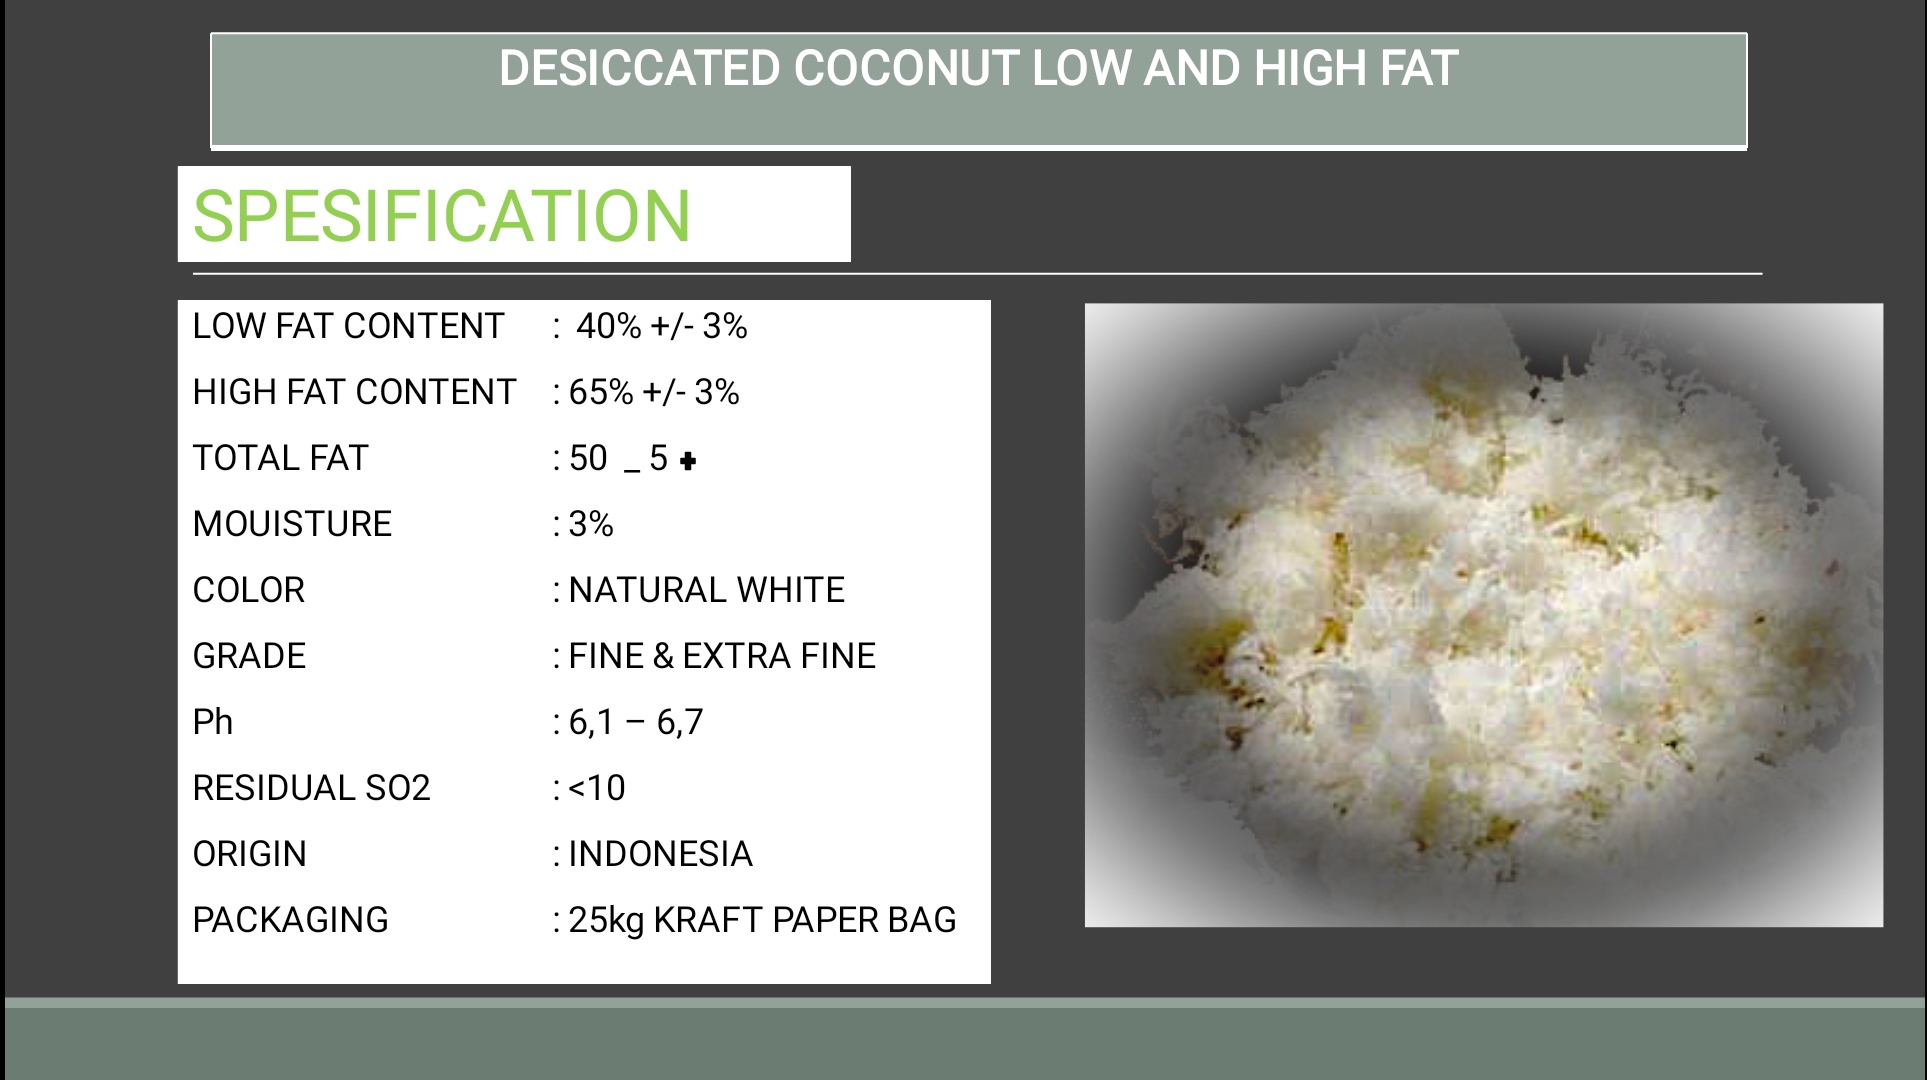 DESICCATED COCONUT LOW AND HIGH FAT
SPESIFICATION
LOW FAT CONTENT : 40% +/- 3%
HIGH FAT CONTENT : 65% +/- 3%
TOTAL FAT : 50 _ 5 +
MOUISTURE : 3%
COLOR : NATURAL WHITE
GRADE : FINE & EXTRA FINE
Ph : 6,1 – 6,7
RESIDUAL SO2 : <10
ORIGIN : INDONESIA
PACKAGING : 25kg KRAFT PAPER BAG